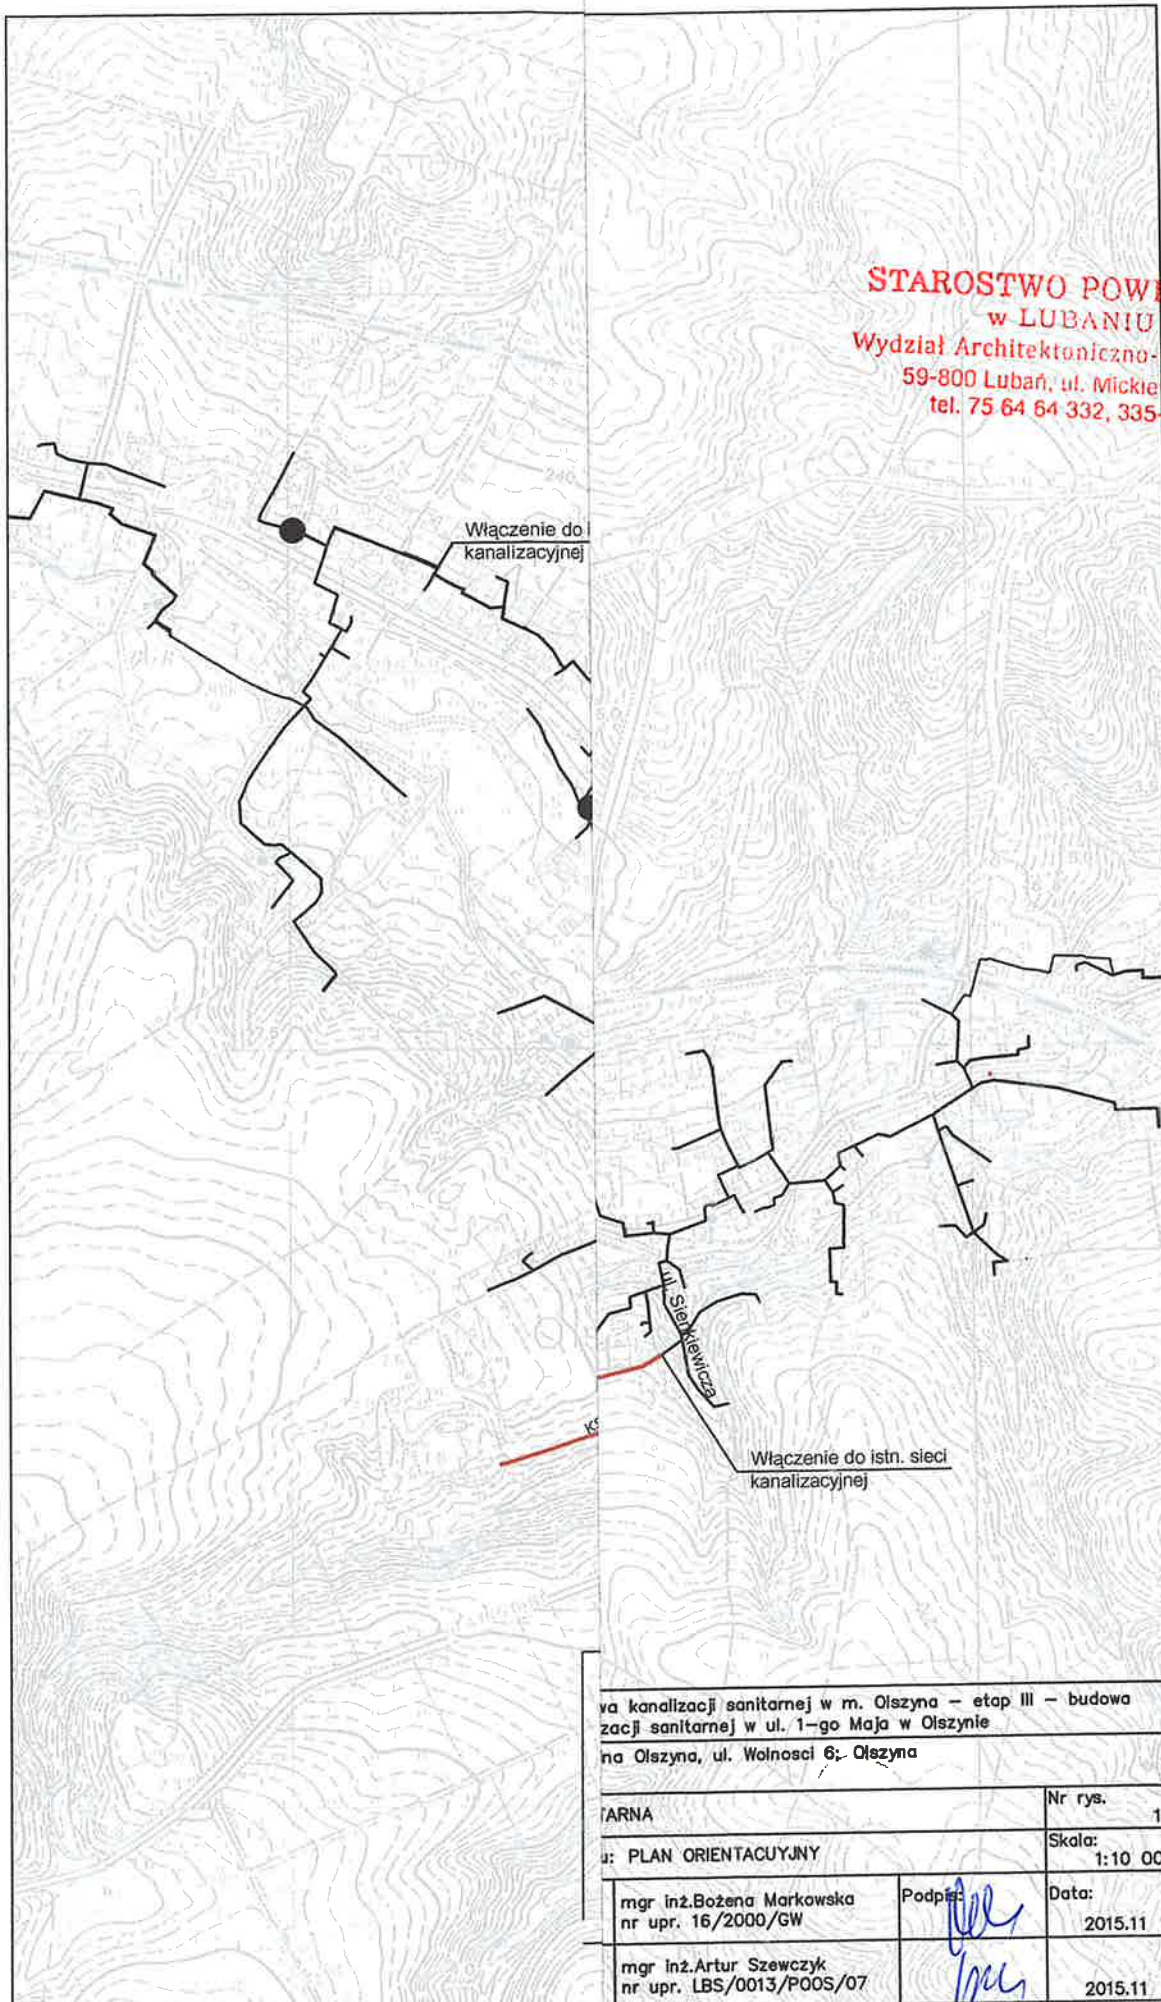 STAROSTWO POW
w LUBANIU
Wydział Architektoniczno-
59-800 Lubań, ul. Mickie
tel. 75 64 64 332, 335-
240
Włączenie do
kanalizacyjnej
ul. Sienkiewicza
KS
Włączenie do istn. sieci
kanalizacyjnej
wa kanalizacji sanitarnej w m. Olszyna – etap III – budowa
zacji sanitarnej w ul. 1-go Maja w Olszynie
na Olszyna, ul. Wolnosci 6; Olszyna
TARNA
Nr rys.
1
u: PLAN ORIENTACUYJNY
Skala:
1:10 00
mgr inż.Bożena Markowska
nr upr. 16/2000/GW
Podpis:
Data:
2015.11
mgr inż.Artur Szewczyk
nr upr. LBS/0013/POOS/07
2015.11